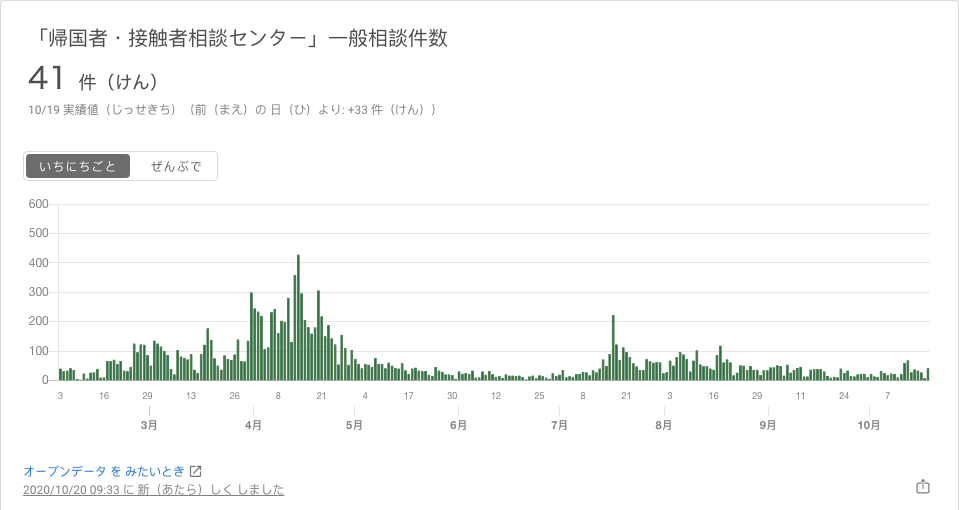 「帰国者・接触者相談センター」一般相談件数
41 件（けん）
10/19 実績値（じっせきち）（前（まえ）の 日（ひ）より: +33 件（けん））
いちにちごと ぜんぶで
600
500
400
300
200
100
0
3 16 29 13 26 8 21 4 17 30 12 25 8 21 3 16 29 11 24 7
3月 4月 5月 6月 7月 8月 9月 10月
オープンデータ を みたいとき
2020/10/20 09:33 に 新（あたら）しく しました